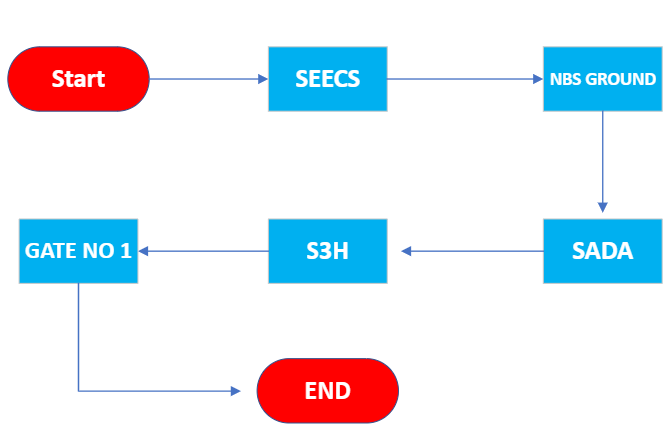 Start
SEECS
NBS GROUND
SADA
S3H
GATE NO 1
END